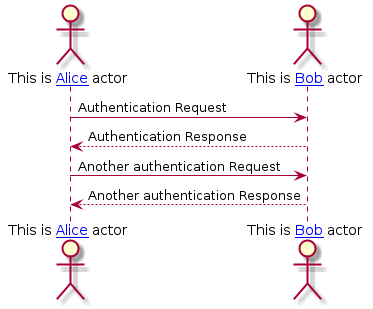 This is Alice actor
This is Bob actor
Authentication Request
Authentication Response
Another authentication Request
Another authentication Response
This is Alice actor
This is Bob actor